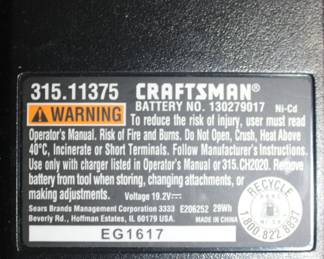 315.11375 CRAFTSMAN®
BATTERY NO. 130279017 Ni-Cd
WARNING To reduce the risk of injury, user must read
Operator's Manual. Risk of Fire and Burns. Do Not Open, Crush, Heat Above
40°C, Incinerate or Short Terminals. Follow Manufacturer's Instructions.
Use only with charger listed in Operator's Manual or 315.CH2020. Remove
battery from tool when storing, changing attachments, or
making adjustments. Voltage 19.2V⎓
Sears Brands Management Corporation 3333 E206252 29Wh
Beverly Rd., Hoffman Estates, IL 60179 USA MADE IN CHINA
EG1617
RECYCLE
1.800.822.8837